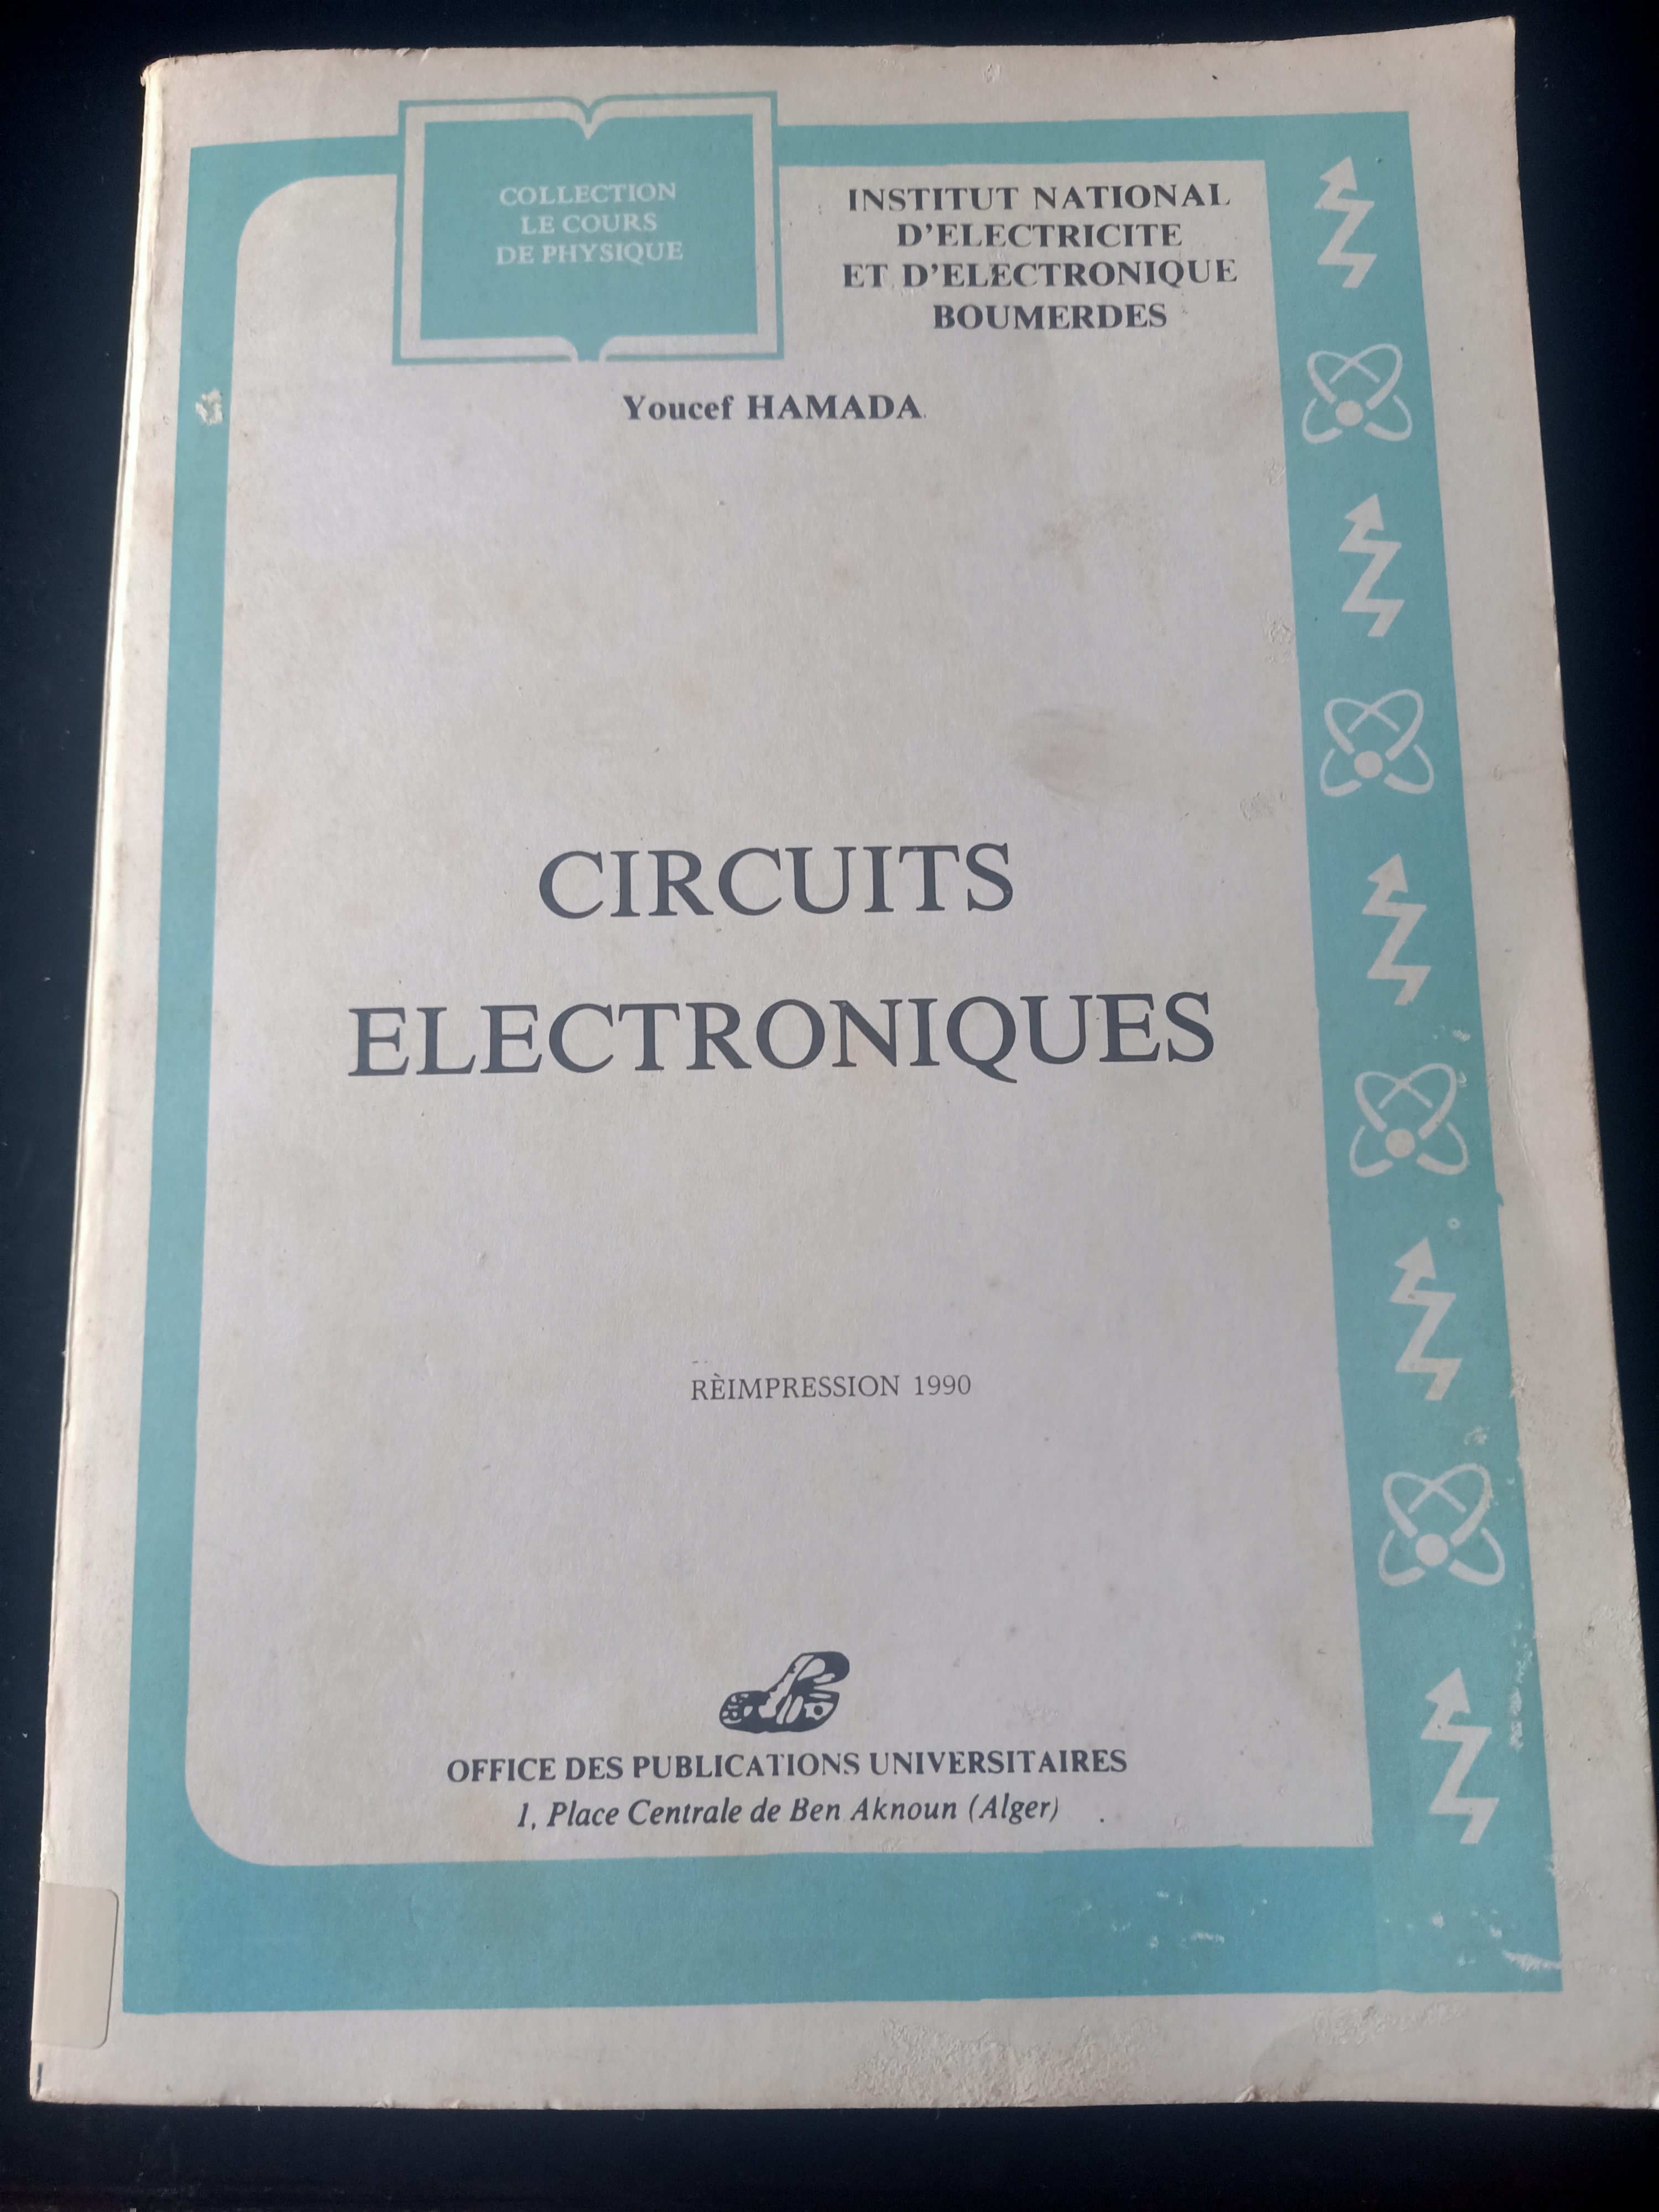 COLLECTION
LE COURS
DE PHYSIQUE
INSTITUT NATIONAL
D'ELECTRICITE
ET D'ELECTRONIQUE
BOUMERDES
Youcef HAMADA
CIRCUITS
ELECTRONIQUES
RÈIMPRESSION 1990
OFFICE DES PUBLICATIONS UNIVERSITAIRES
1, Place Centrale de Ben Aknoun (Alger)